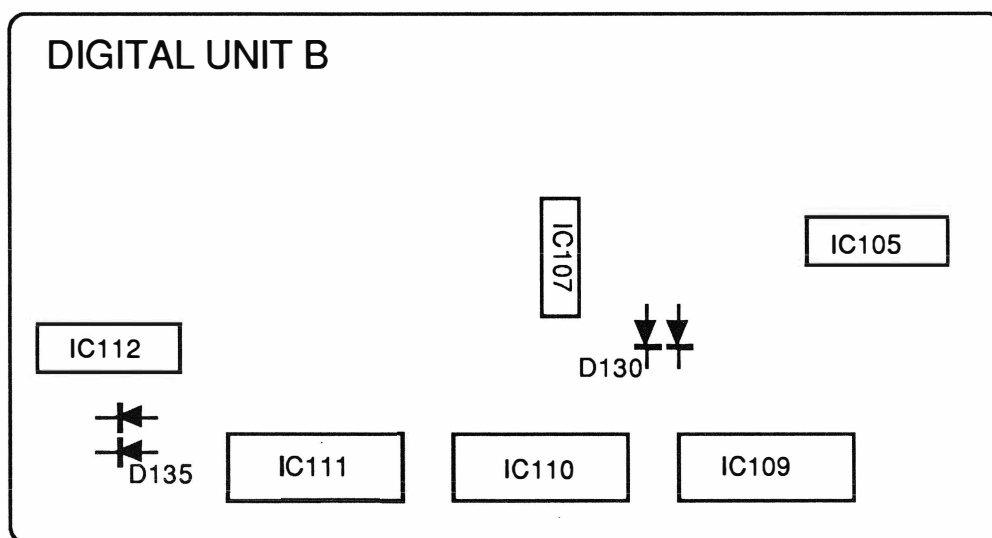 DIGITAL UNIT B
IC107
IC105
IC112
D130
D135
IC111
IC110
IC109